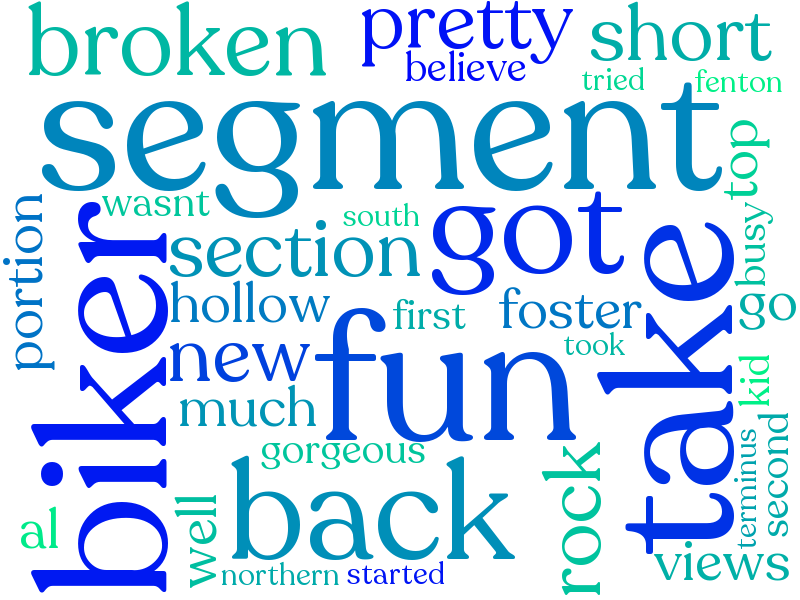 broken
pretty
short
believe
tried
fenton
segment
top
portion
wasnt
biker
south
got
section
take
busy
hollow
first
foster
go
new
fun
took
kid
much
gorgeous
rock
terminus
second
al
well
back
views
northern
started